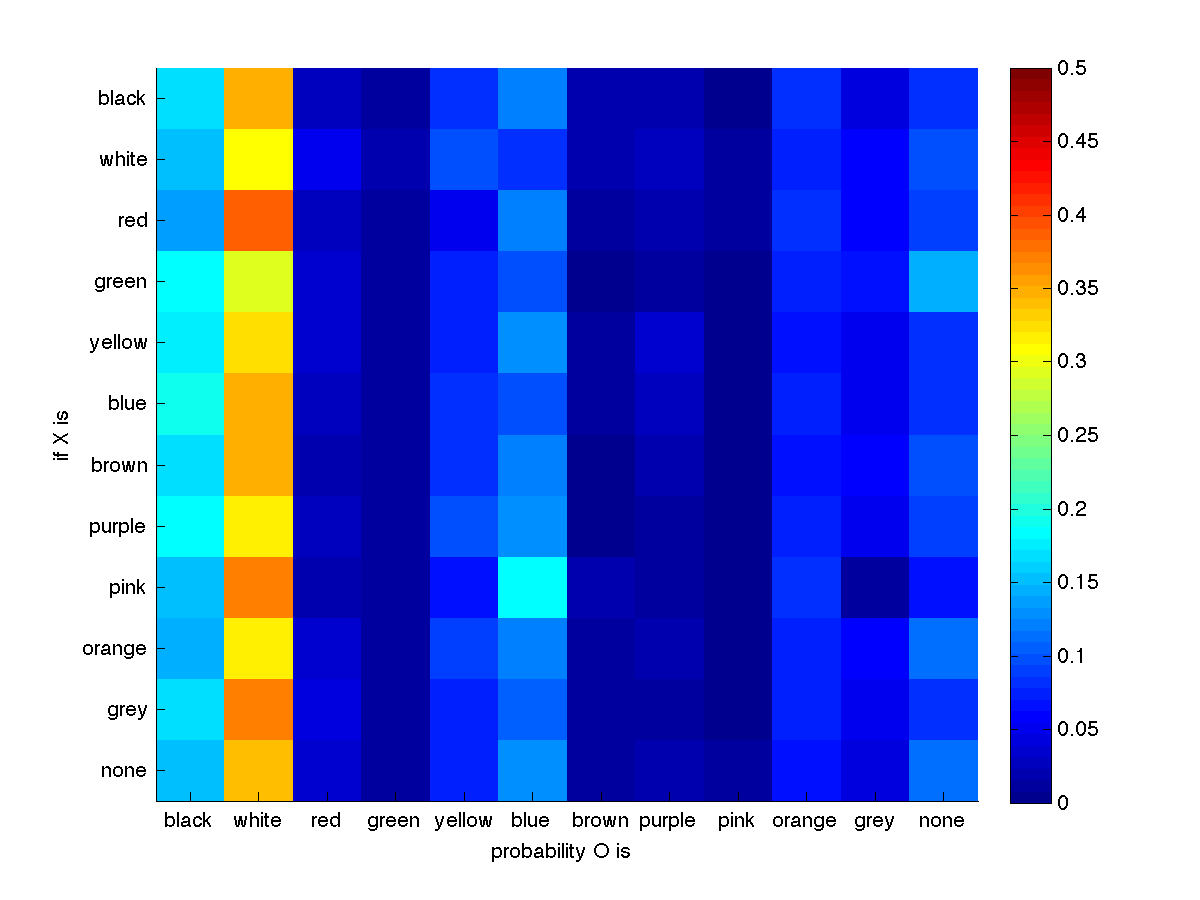 black
white
red
green
yellow
blue
brown
purple
pink
orange
grey
none
if X is
black white red green yellow blue brown purple pink orange grey none
probability O is
0.5
0.45
0.4
0.35
0.3
0.25
0.2
0.15
0.1
0.05
0